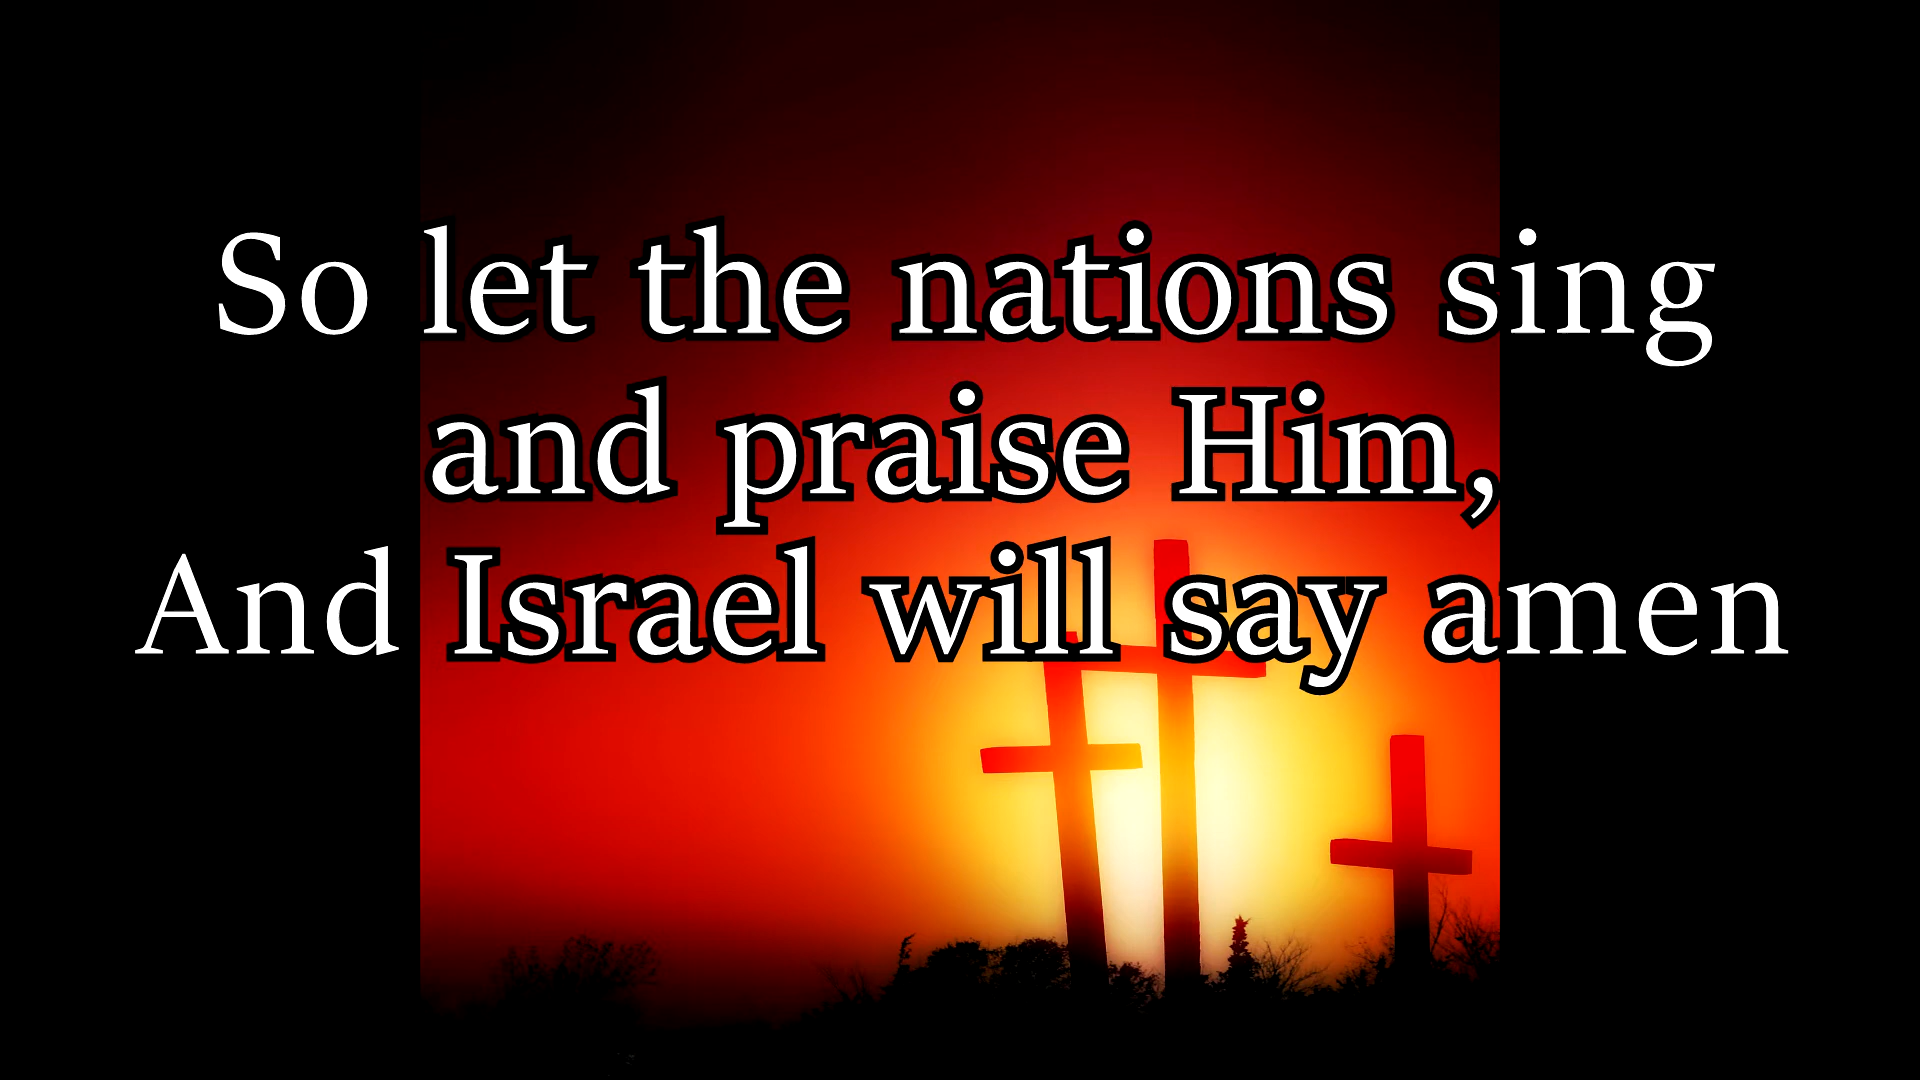 So let the nations sing
and praise Him,
And Israel will say amen